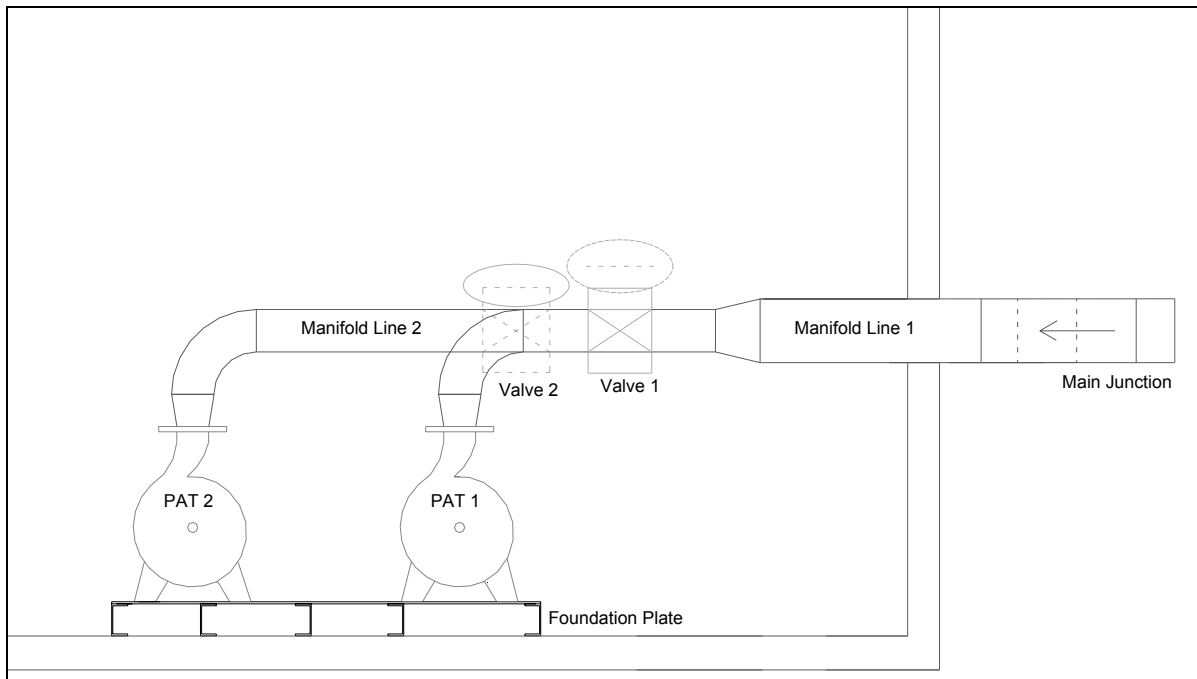 Manifold Line 2
Manifold Line 1
Valve 2
Valve 1
Main Junction
PAT 2
PAT 1
Foundation Plate